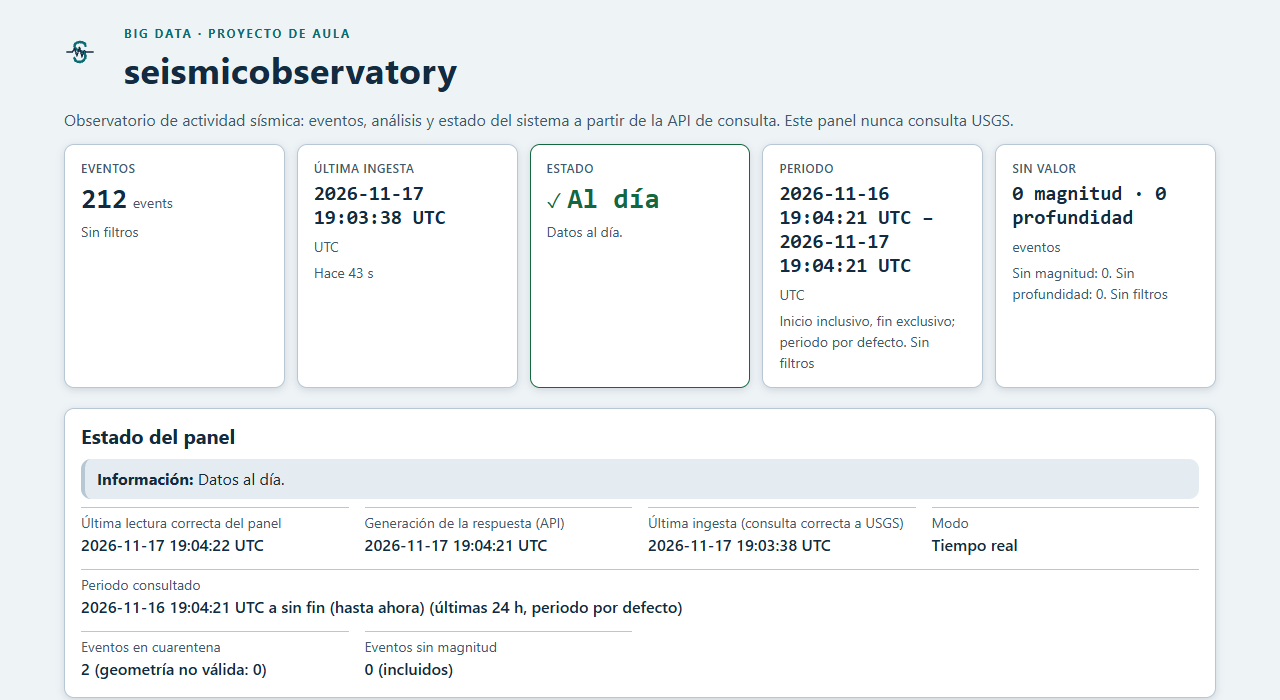 BIG DATA · PROYECTO DE AULA
seismicobservatory
Observatorio de actividad sísmica: eventos, análisis y estado del sistema a partir de la API de consulta. Este panel nunca consulta USGS.
EVENTOS
212 events
Sin filtros
ÚLTIMA INGESTA
2026-11-17
19:03:38 UTC
UTC
Hace 43 s
ESTADO
✓ Al día
Datos al día.
PERIODO
2026-11-16
19:04:21 UTC –
2026-11-17
19:04:21 UTC
UTC
Inicio inclusivo, fin exclusivo;
periodo por defecto. Sin
filtros
SIN VALOR
0 magnitud · 0
profundidad
eventos
Sin magnitud: 0. Sin
profundidad: 0. Sin filtros
Estado del panel
Información: Datos al día.
Última lectura correcta del panel
2026-11-17 19:04:22 UTC
Generación de la respuesta (API)
2026-11-17 19:04:21 UTC
Última ingesta (consulta correcta a USGS)
2026-11-17 19:03:38 UTC
Modo
Tiempo real
Periodo consultado
2026-11-16 19:04:21 UTC a sin fin (hasta ahora) (últimas 24 h, periodo por defecto)
Eventos en cuarentena
2 (geometría no válida: 0)
Eventos sin magnitud
0 (incluidos)